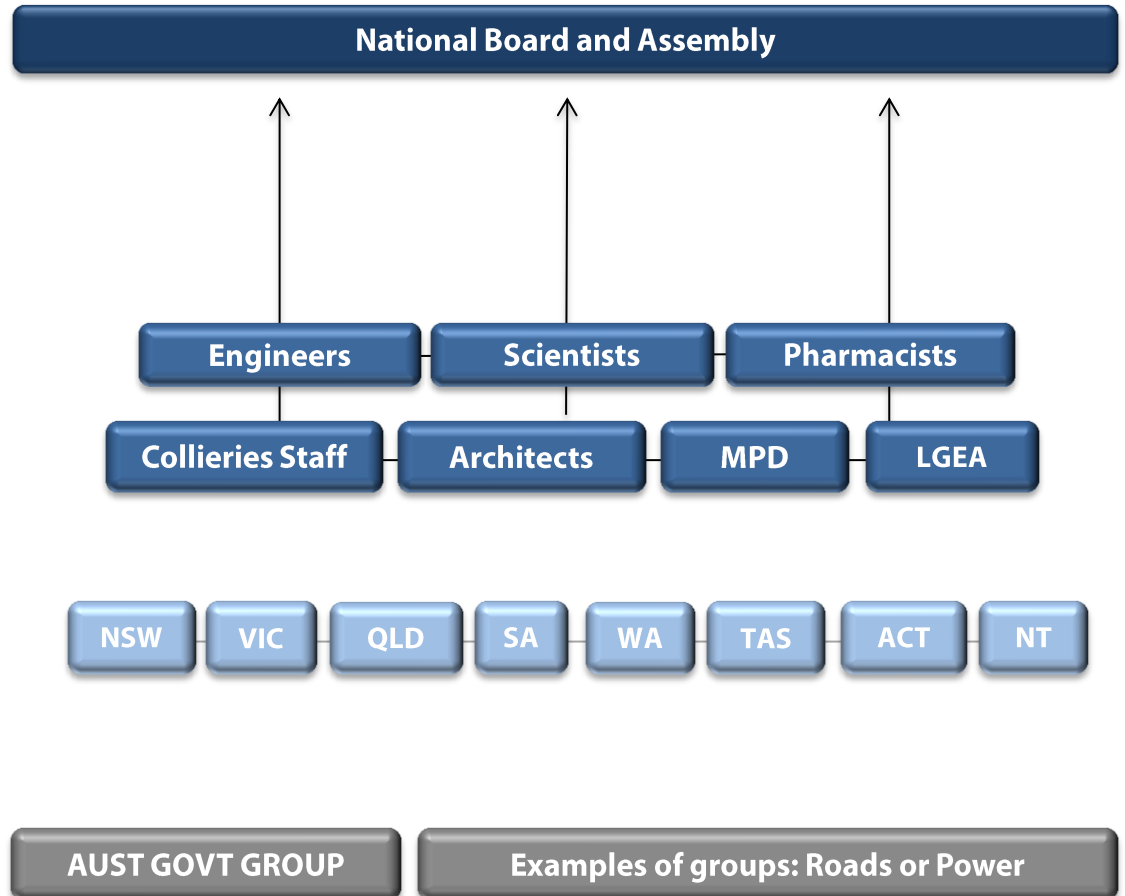 National Board and Assembly
Engineers
Scientists
Pharmacists
Collieries Staff
Architects
MPD
LGEA
NSW
VIC
QLD
SA
WA
TAS
ACT
NT
AUST GOVT GROUP
Examples of groups: Roads or Power